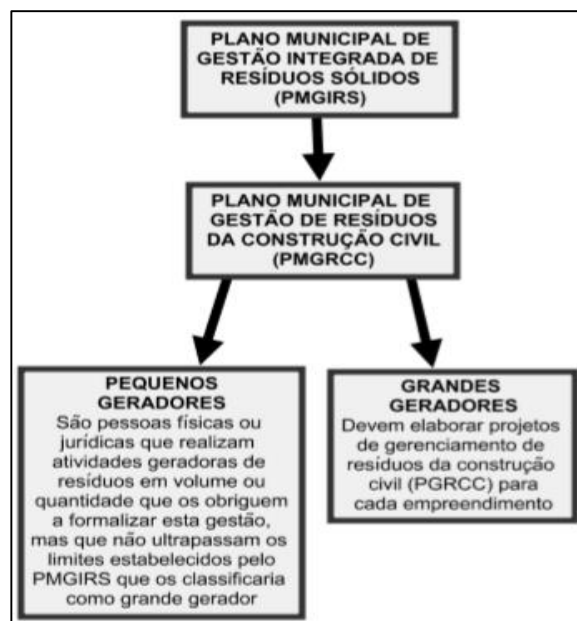 PLANO MUNICIPAL DE
GESTÃO INTEGRADA DE
RESÍDUOS SÓLIDOS
(PMGIRS)
PLANO MUNICIPAL DE
GESTÃO DE RESÍDUOS
DA CONSTRUÇÃO CIVIL
(PMGRCC)
PEQUENOS
GERADORES
São pessoas físicas ou
jurídicas que realizam
atividades geradoras de
resíduos em volume ou
quantidade que os obriguem
a formalizar esta gestão,
mas que não ultrapassam os
limites estabelecidos pelo
PMGIRS que os classificaria
como grande gerador
GRANDES
GERADORES
Devem elaborar projetos
de gerenciamento de
resíduos da construção
civil (PGRCC) para
cada empreendimento